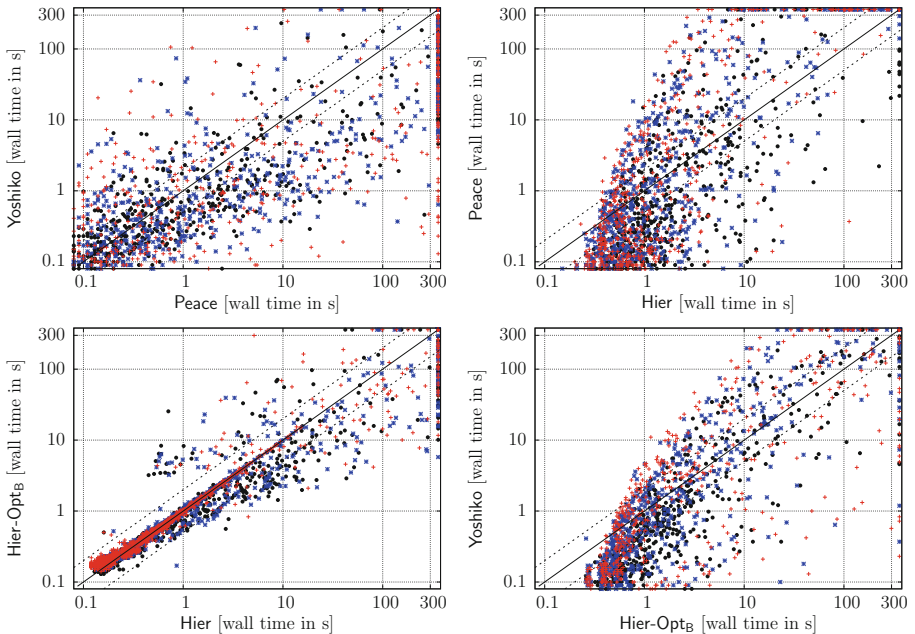 300
100
10
1
0.1
Yoshiko [wall time in s]
0.1 1 10 100 300
Peace [wall time in s]
300
100
10
1
0.1
Peace [wall time in s]
0.1 1 10 100 300
Hier [wall time in s]
300
100
10
1
0.1
Hier-OptB [wall time in s]
0.1 1 10 100 300
Hier [wall time in s]
300
100
10
1
0.1
Yoshiko [wall time in s]
0.1 1 10 100 300
Hier-OptB [wall time in s]